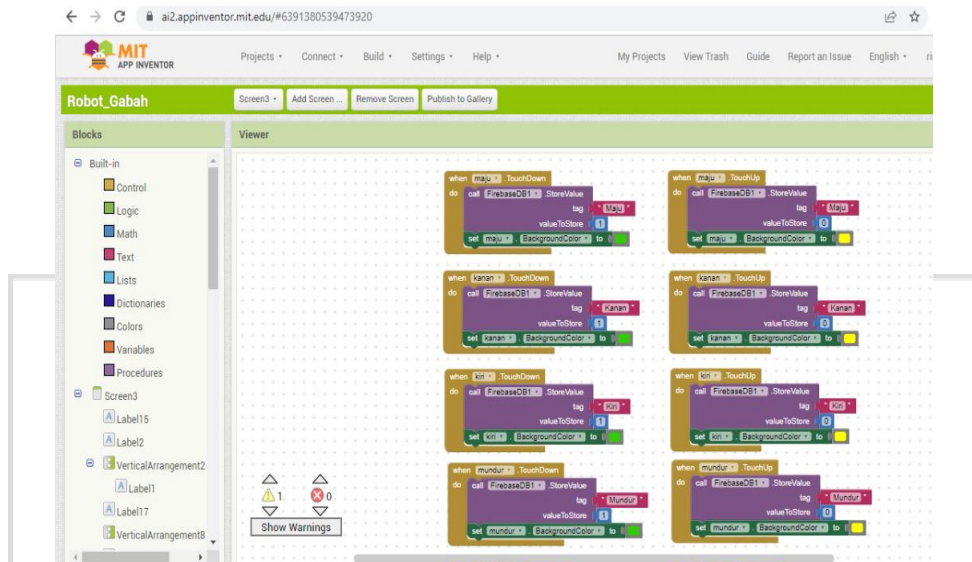 ai2.appinventor.mit.edu/#6391380539473920
MIT
APP INVENTOR
Projects Connect Build Settings Help My Projects View Trash Guide Report an Issue English
Robot_Gabah Screen3 Add Screen ... Remove Screen Publish to Gallery
Blocks Viewer
Built-in
Control
Logic
Math
Text
Lists
Dictionaries
Colors
Variables
Procedures
Screen3
Label15
Label2
VerticalArrangement2
Label1
Label17
VerticalArrangement8
when maju .TouchDown
do call FirebaseDB1 .StoreValue
tag " Maju "
valueToStore 1
set maju . BackgroundColor to
when maju .TouchUp
do call FirebaseDB1 .StoreValue
tag " Maju "
valueToStore 0
set maju . BackgroundColor to
when kanan .TouchDown
do call FirebaseDB1 .StoreValue
tag " Kanan "
valueToStore 1
set kanan . BackgroundColor to
when kanan .TouchUp
do call FirebaseDB1 .StoreValue
tag " Kanan "
valueToStore 0
set kanan . BackgroundColor to
when kiri .TouchDown
do call FirebaseDB1 .StoreValue
tag " Kiri "
valueToStore 1
set kiri . BackgroundColor to
when kiri .TouchUp
do call FirebaseDB1 .StoreValue
tag " Kiri "
valueToStore 0
set kiri . BackgroundColor to
when mundur .TouchDown
do call FirebaseDB1 .StoreValue
tag " Mundur "
valueToStore 1
set mundur . BackgroundColor to
when mundur .TouchUp
do call FirebaseDB1 .StoreValue
tag " Mundur "
valueToStore 0
set mundur . BackgroundColor to
1 0
Show Warnings